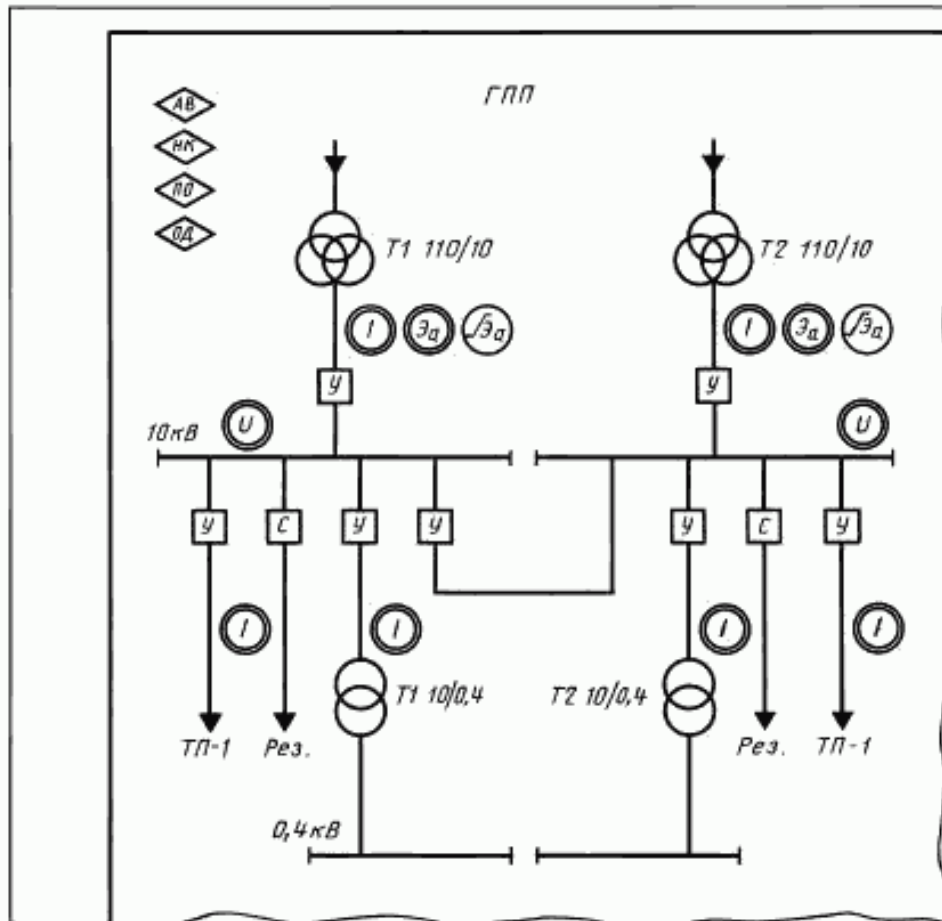 ГПП
АВ
НК
ПО
ОД
Т1 110/10
Т2 110/10
I Эа ∫Эа
I Эа ∫Эа
У
У
10кВ
U
U
У С У У
У С У
I I
I I
Т1 10/0,4
Т2 10/0,4
ТП-1 Рез.
Рез. ТП-1
0,4кВ